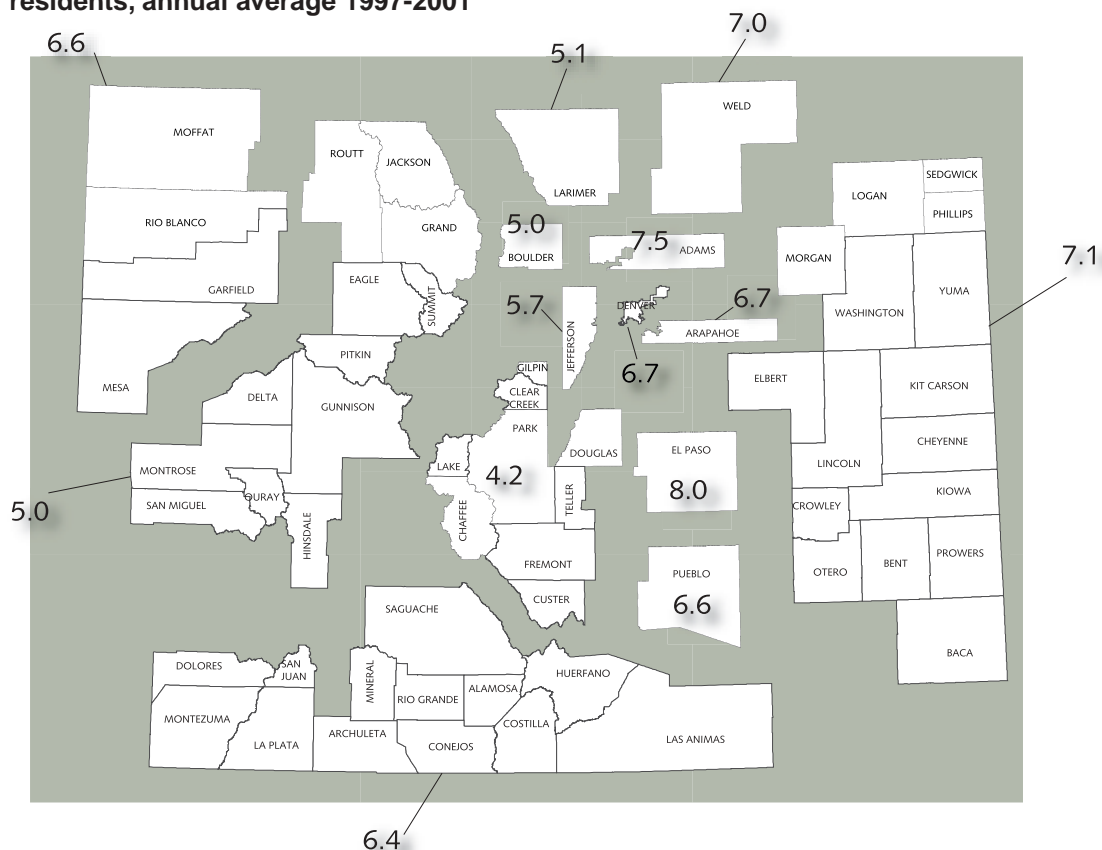 residents, annual average 1997-2001
6.6
5.1
7.0
MOFFAT
ROUTT
JACKSON
LARIMER
WELD
LOGAN
SEDGWICK
PHILLIPS
RIO BLANCO
GRAND
5.0
BOULDER
7.5
ADAMS
MORGAN
7.1
GARFIELD
EAGLE
SUMMIT
5.7
JEFFERSON
DENVER
6.7
ARAPAHOE
6.7
WASHINGTON
YUMA
MESA
PITKIN
DELTA
GUNNISON
GILPIN
CLEAR
CREEK
PARK
4.2
DOUGLAS
ELBERT
KIT CARSON
CHEYENNE
MONTROSE
OURAY
SAN MIGUEL
5.0
HINSDALE
LAKE
CHAFFEE
TELLER
EL PASO
8.0
LINCOLN
KIOWA
CROWLEY
FREMONT
CUSTER
PUEBLO
6.6
OTERO
BENT
PROWERS
BACA
SAGUACHE
DOLORES
SAN
JUAN
MINERAL
RIO GRANDE
ALAMOSA
HUERFANO
MONTEZUMA
LA PLATA
ARCHULETA
CONEJOS
COSTILLA
LAS ANIMAS
6.4